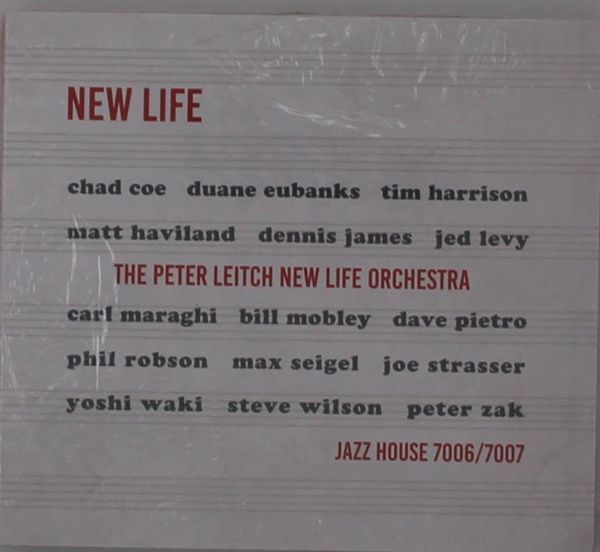 NEW LIFE
chad coe duane eubanks tim harrison
matt haviland dennis james jed levy
THE PETER LEITCH NEW LIFE ORCHESTRA
carl maraghi bill mobley dave pietro
phil robson max seigel joe strasser
yoshi waki steve wilson peter zak
JAZZ HOUSE 7006/7007